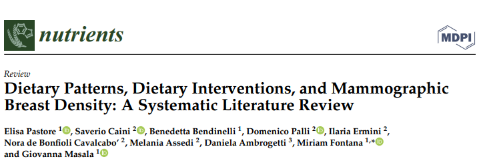 nutrients
MDPI
Review
Dietary Patterns, Dietary Interventions, and Mammographic
Breast Density: A Systematic Literature Review
Elisa Pastore 1, Saverio Caini 2, Benedetta Bendinelli 1, Domenico Palli 2, Ilaria Ermini 2,
Nora de Bonfioli Cavalcabo’ 2, Melania Assedi 2, Daniela Ambrogetti 3, Miriam Fontana 1,*
and Giovanna Masala 1